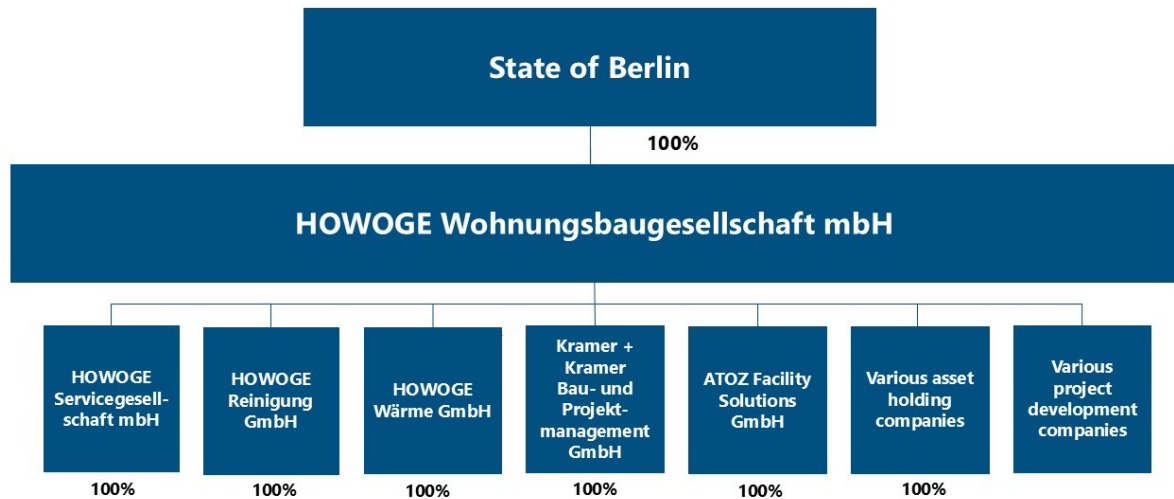 State of Berlin
100%
HOWOGE Wohnungsbaugesellschaft mbH
HOWOGE
Servicegesell-
schaft mbH
100%
HOWOGE
Reinigung
GmbH
100%
HOWOGE
Wärme GmbH
100%
Kramer +
Kramer
Bau- und
Projekt-
management
GmbH
100%
ATOZ Facility
Solutions
GmbH
100%
Various asset
holding
companies
100%
Various
project
development
companies